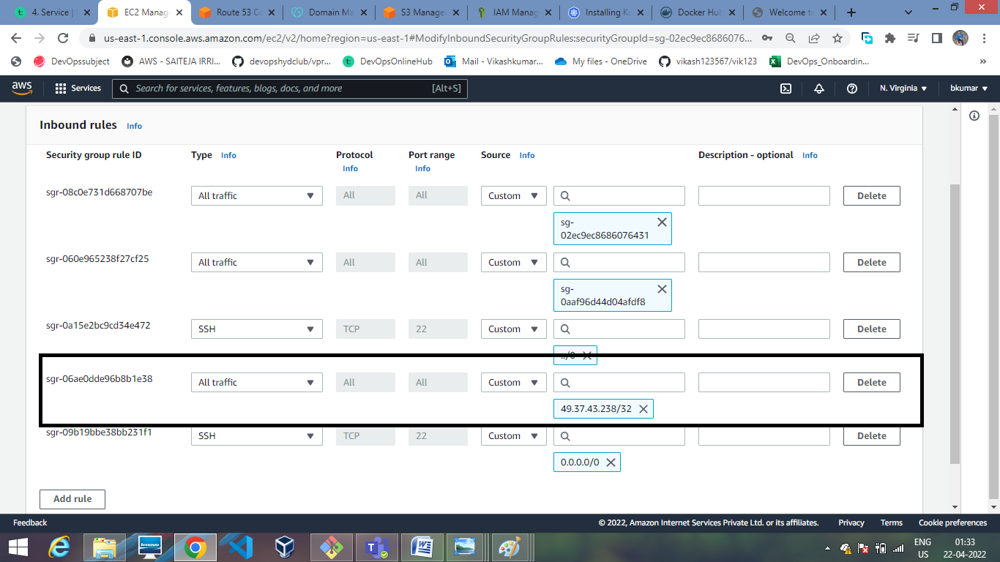 4. Service |
EC2 Manag
Route 53 Co
Domain Ma
S3 Manage
IAM Manag
Installing Ku
Docker Hub
Welcome to
us-east-1.console.aws.amazon.com/ec2/v2/home?region=us-east-1#ModifyInboundSecurityGroupRules:securityGroupId=sg-02ec9ec8686076...
DevOpssubject
AWS - SAITEJA IRRI...
devopshydclub/vpr...
DevOpsOnlineHub
Mail - Vikashkumar...
My files - OneDrive
vikash123567/vik123
DevOps_Onboardin...
»
aws
Services
Search for services, features, blogs, docs, and more [Alt+S]
N. Virginia
bkumar
Inbound rules Info
Security group rule ID
Type Info
Protocol Info
Port range Info
Source Info
Description - optional Info
sgr-08c0e731d668707be
All traffic
All
All
Custom
Delete
sg-
02ec9ec8686076431
sgr-060e965238f27cf25
All traffic
All
All
Custom
Delete
sg-
0aaf96d44d04afdf8
sgr-0a15e2bc9cd34e472
SSH
TCP
22
Custom
Delete
sgr-06ae0dde96b8b1e38
All traffic
All
All
Custom
Delete
49.37.43.238/32
sgr-09b19bbe38bb231f1
SSH
TCP
22
Custom
Delete
0.0.0.0/0
Add rule
Feedback
© 2022, Amazon Internet Services Private Ltd. or its affiliates.
Privacy
Terms
Cookie preferences
lenovo
ENG
US
01:33
22-04-2022